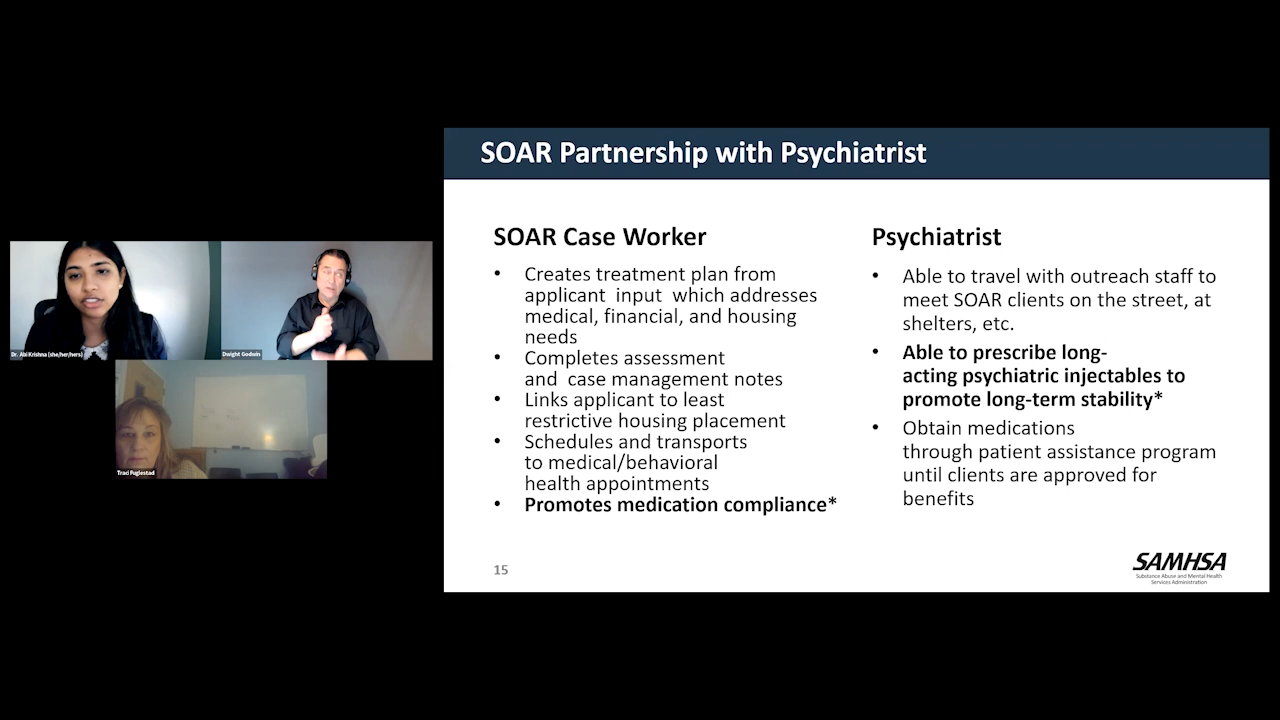 SOAR Partnership with Psychiatrist
SOAR Case Worker
• Creates treatment plan from
applicant input which addresses
medical, financial, and housing
needs
• Completes assessment
and case management notes
• Links applicant to least
restrictive housing placement
• Schedules and transports
to medical/behavioral
health appointments
• Promotes medication compliance*
Psychiatrist
• Able to travel with outreach staff to
meet SOAR clients on the street, at
shelters, etc.
• Able to prescribe long-
acting psychiatric injectables to
promote long-term stability*
• Obtain medications
through patient assistance program
until clients are approved for
benefits
15
SAMHSA
Substance Abuse and Mental Health
Services Administration
Dr. Abi Krishna (she/her/hers)
Dwight Godwin
Traci Fuglestad